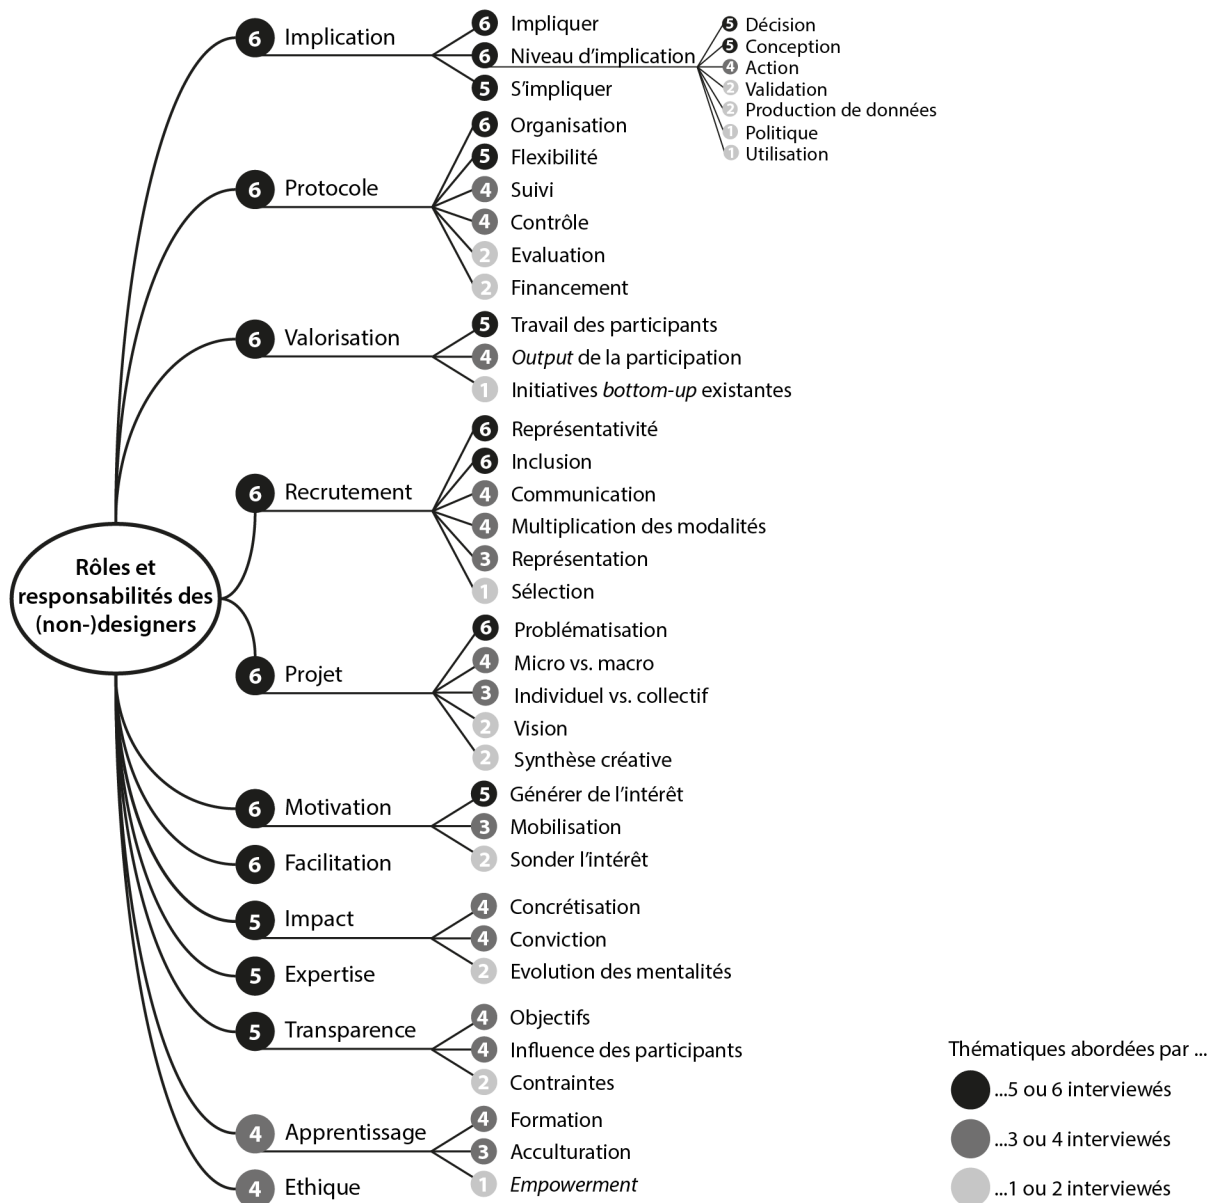 Rôles et
responsabilités des
(non-)designers
6 Implication
6 Impliquer
6 Niveau d'implication
5 Décision
5 Conception
4 Action
2 Validation
2 Production de données
1 Politique
1 Utilisation
5 S'impliquer
6 Protocole
6 Organisation
5 Flexibilité
4 Suivi
4 Contrôle
2 Evaluation
2 Financement
6 Valorisation
5 Travail des participants
4 Output de la participation
1 Initiatives bottom-up existantes
6 Recrutement
6 Représentativité
6 Inclusion
4 Communication
4 Multiplication des modalités
3 Représentation
1 Sélection
6 Projet
6 Problématisation
4 Micro vs. macro
3 Individuel vs. collectif
2 Vision
2 Synthèse créative
6 Motivation
5 Générer de l'intérêt
3 Mobilisation
2 Sonder l'intérêt
6 Facilitation
5 Impact
4 Concrétisation
4 Conviction
2 Evolution des mentalités
5 Expertise
5 Transparence
4 Objectifs
4 Influence des participants
2 Contraintes
4 Apprentissage
4 Formation
3 Acculturation
1 Empowerment
4 Ethique
Thématiques abordées par ...
...5 ou 6 interviewés
...3 ou 4 interviewés
...1 ou 2 interviewés